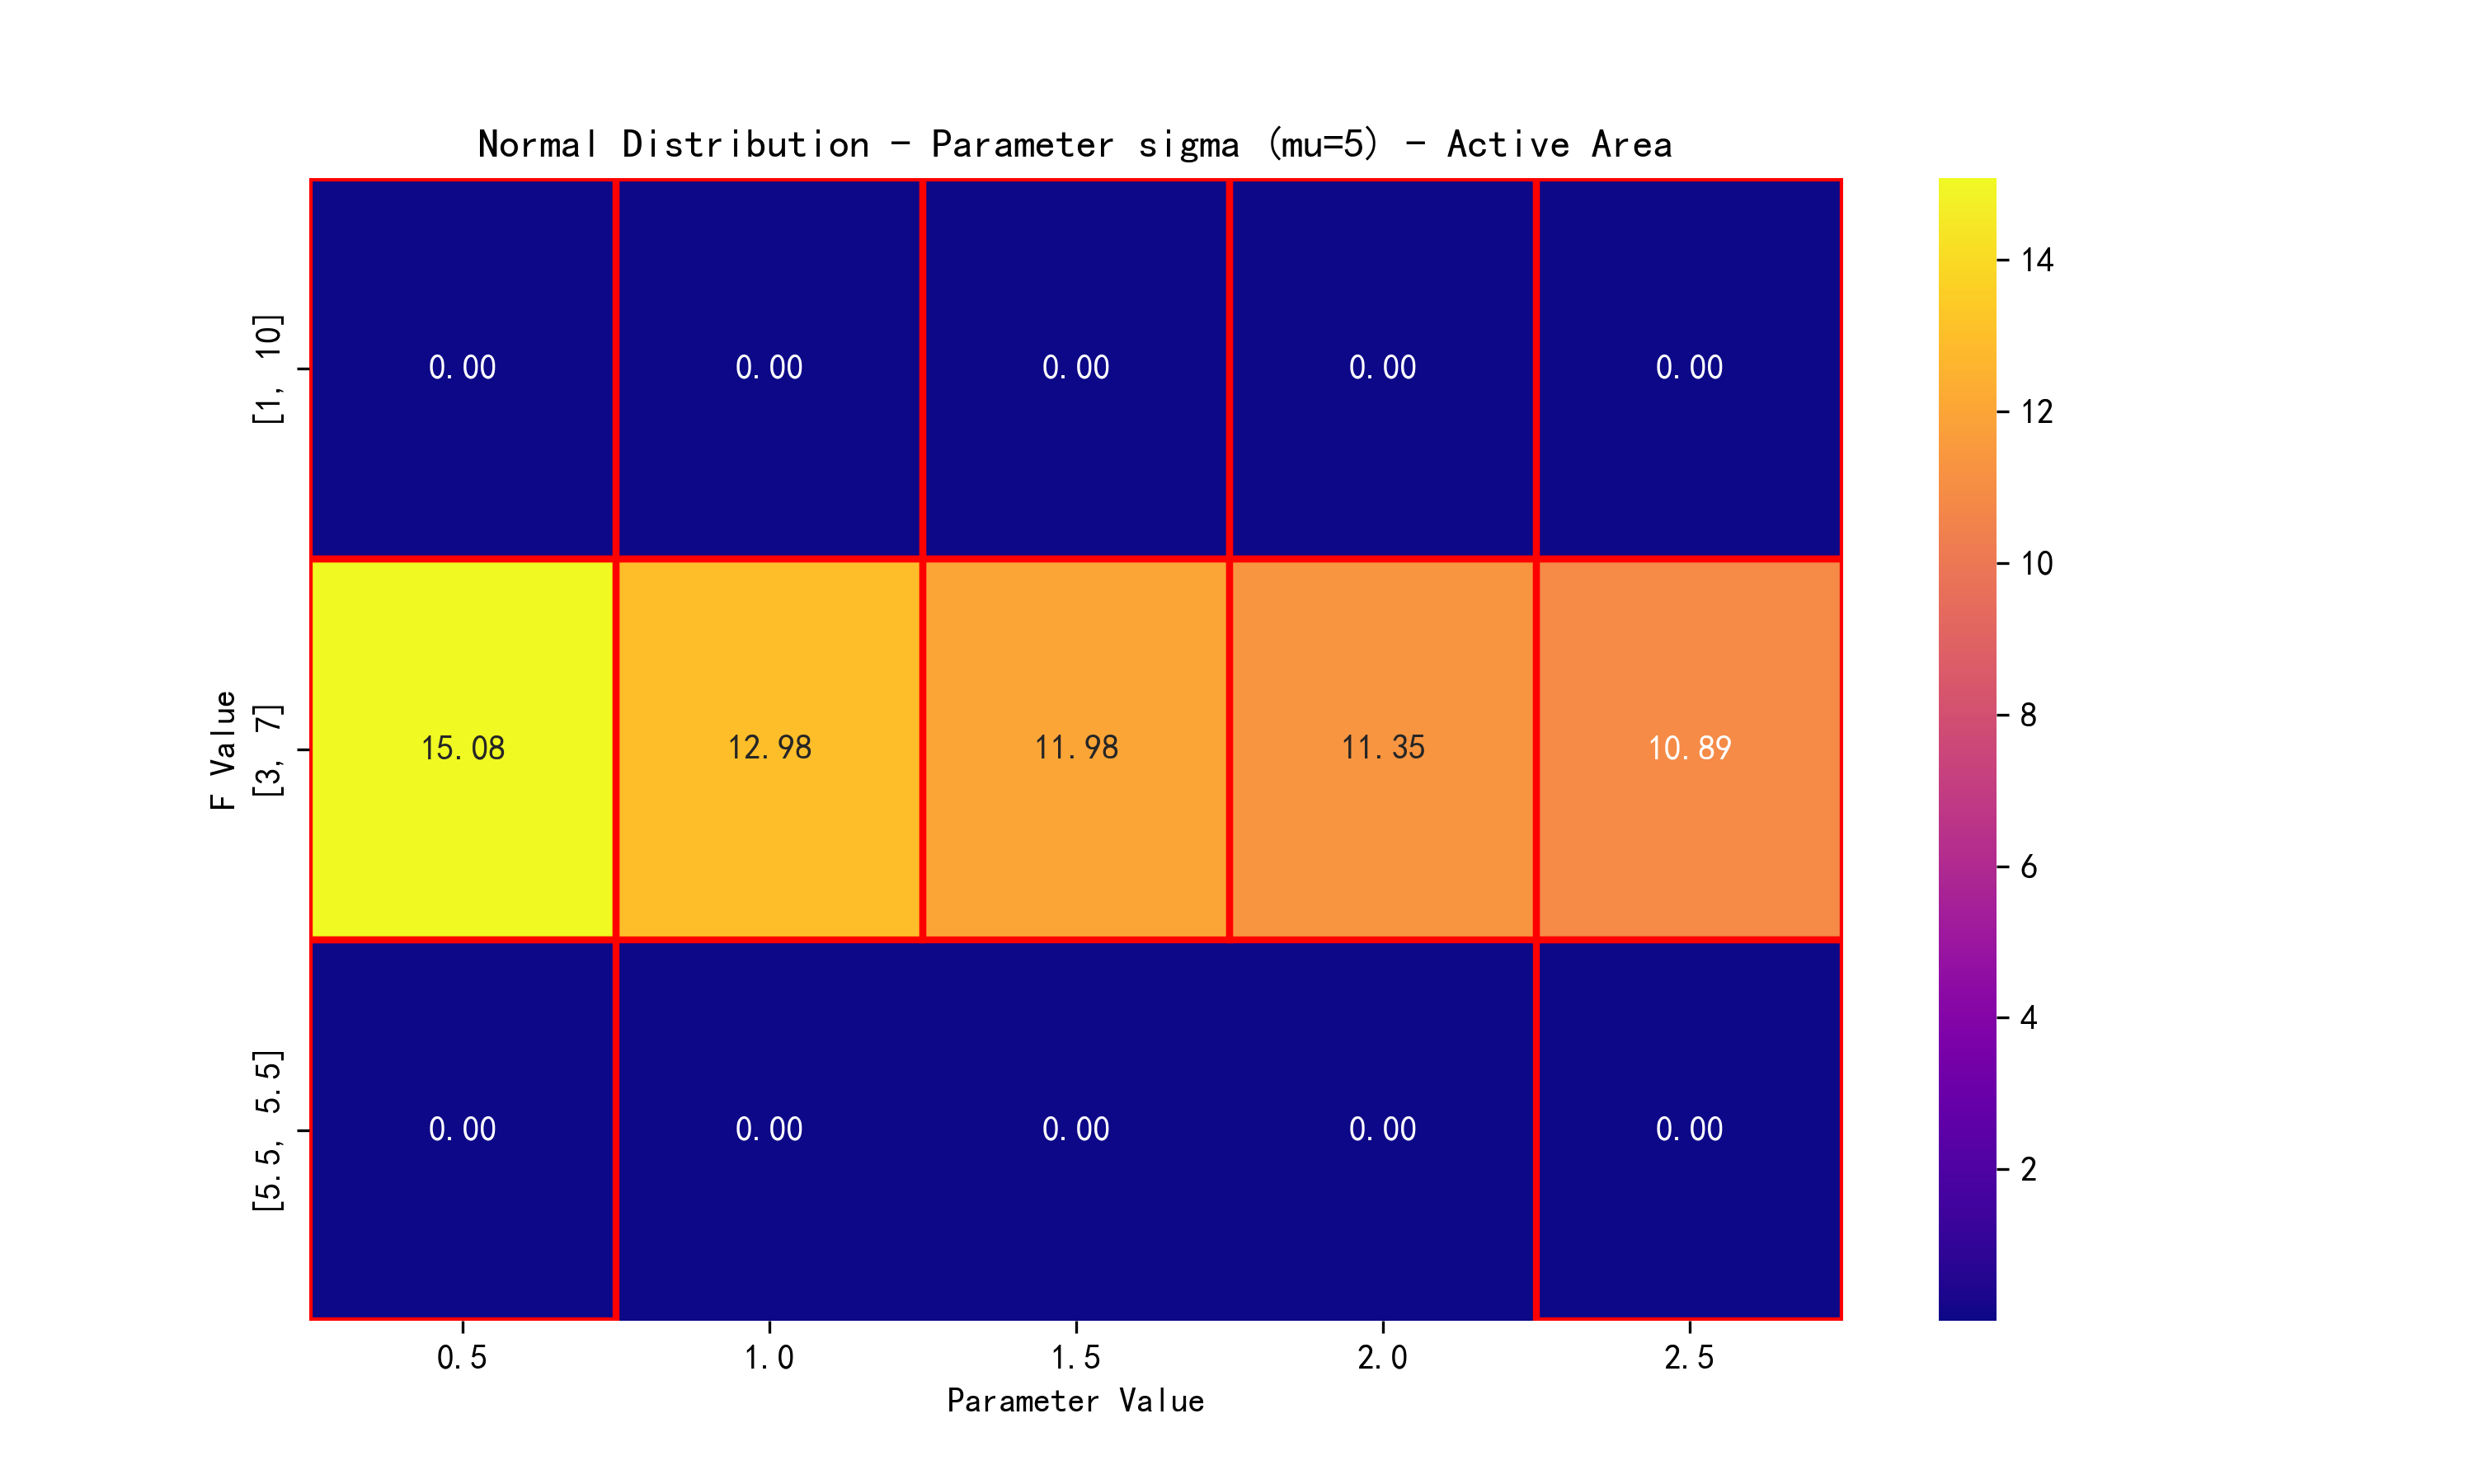 Normal Distribution - Parameter sigma (mu=5) - Active Area
F Value
[1, 10]
0.00 0.00 0.00 0.00 0.00
[3, 7]
15.08 12.98 11.98 11.35 10.89
[5.5, 5.5]
0.00 0.00 0.00 0.00 0.00
0.5 1.0 1.5 2.0 2.5
Parameter Value
14
12
10
8
6
4
2